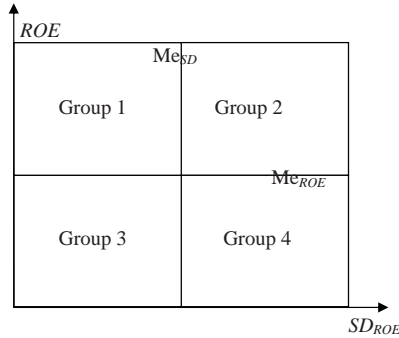 ROE
Me_SD
Group 1
Group 2
Me_ROE
Group 3
Group 4
SD_ROE